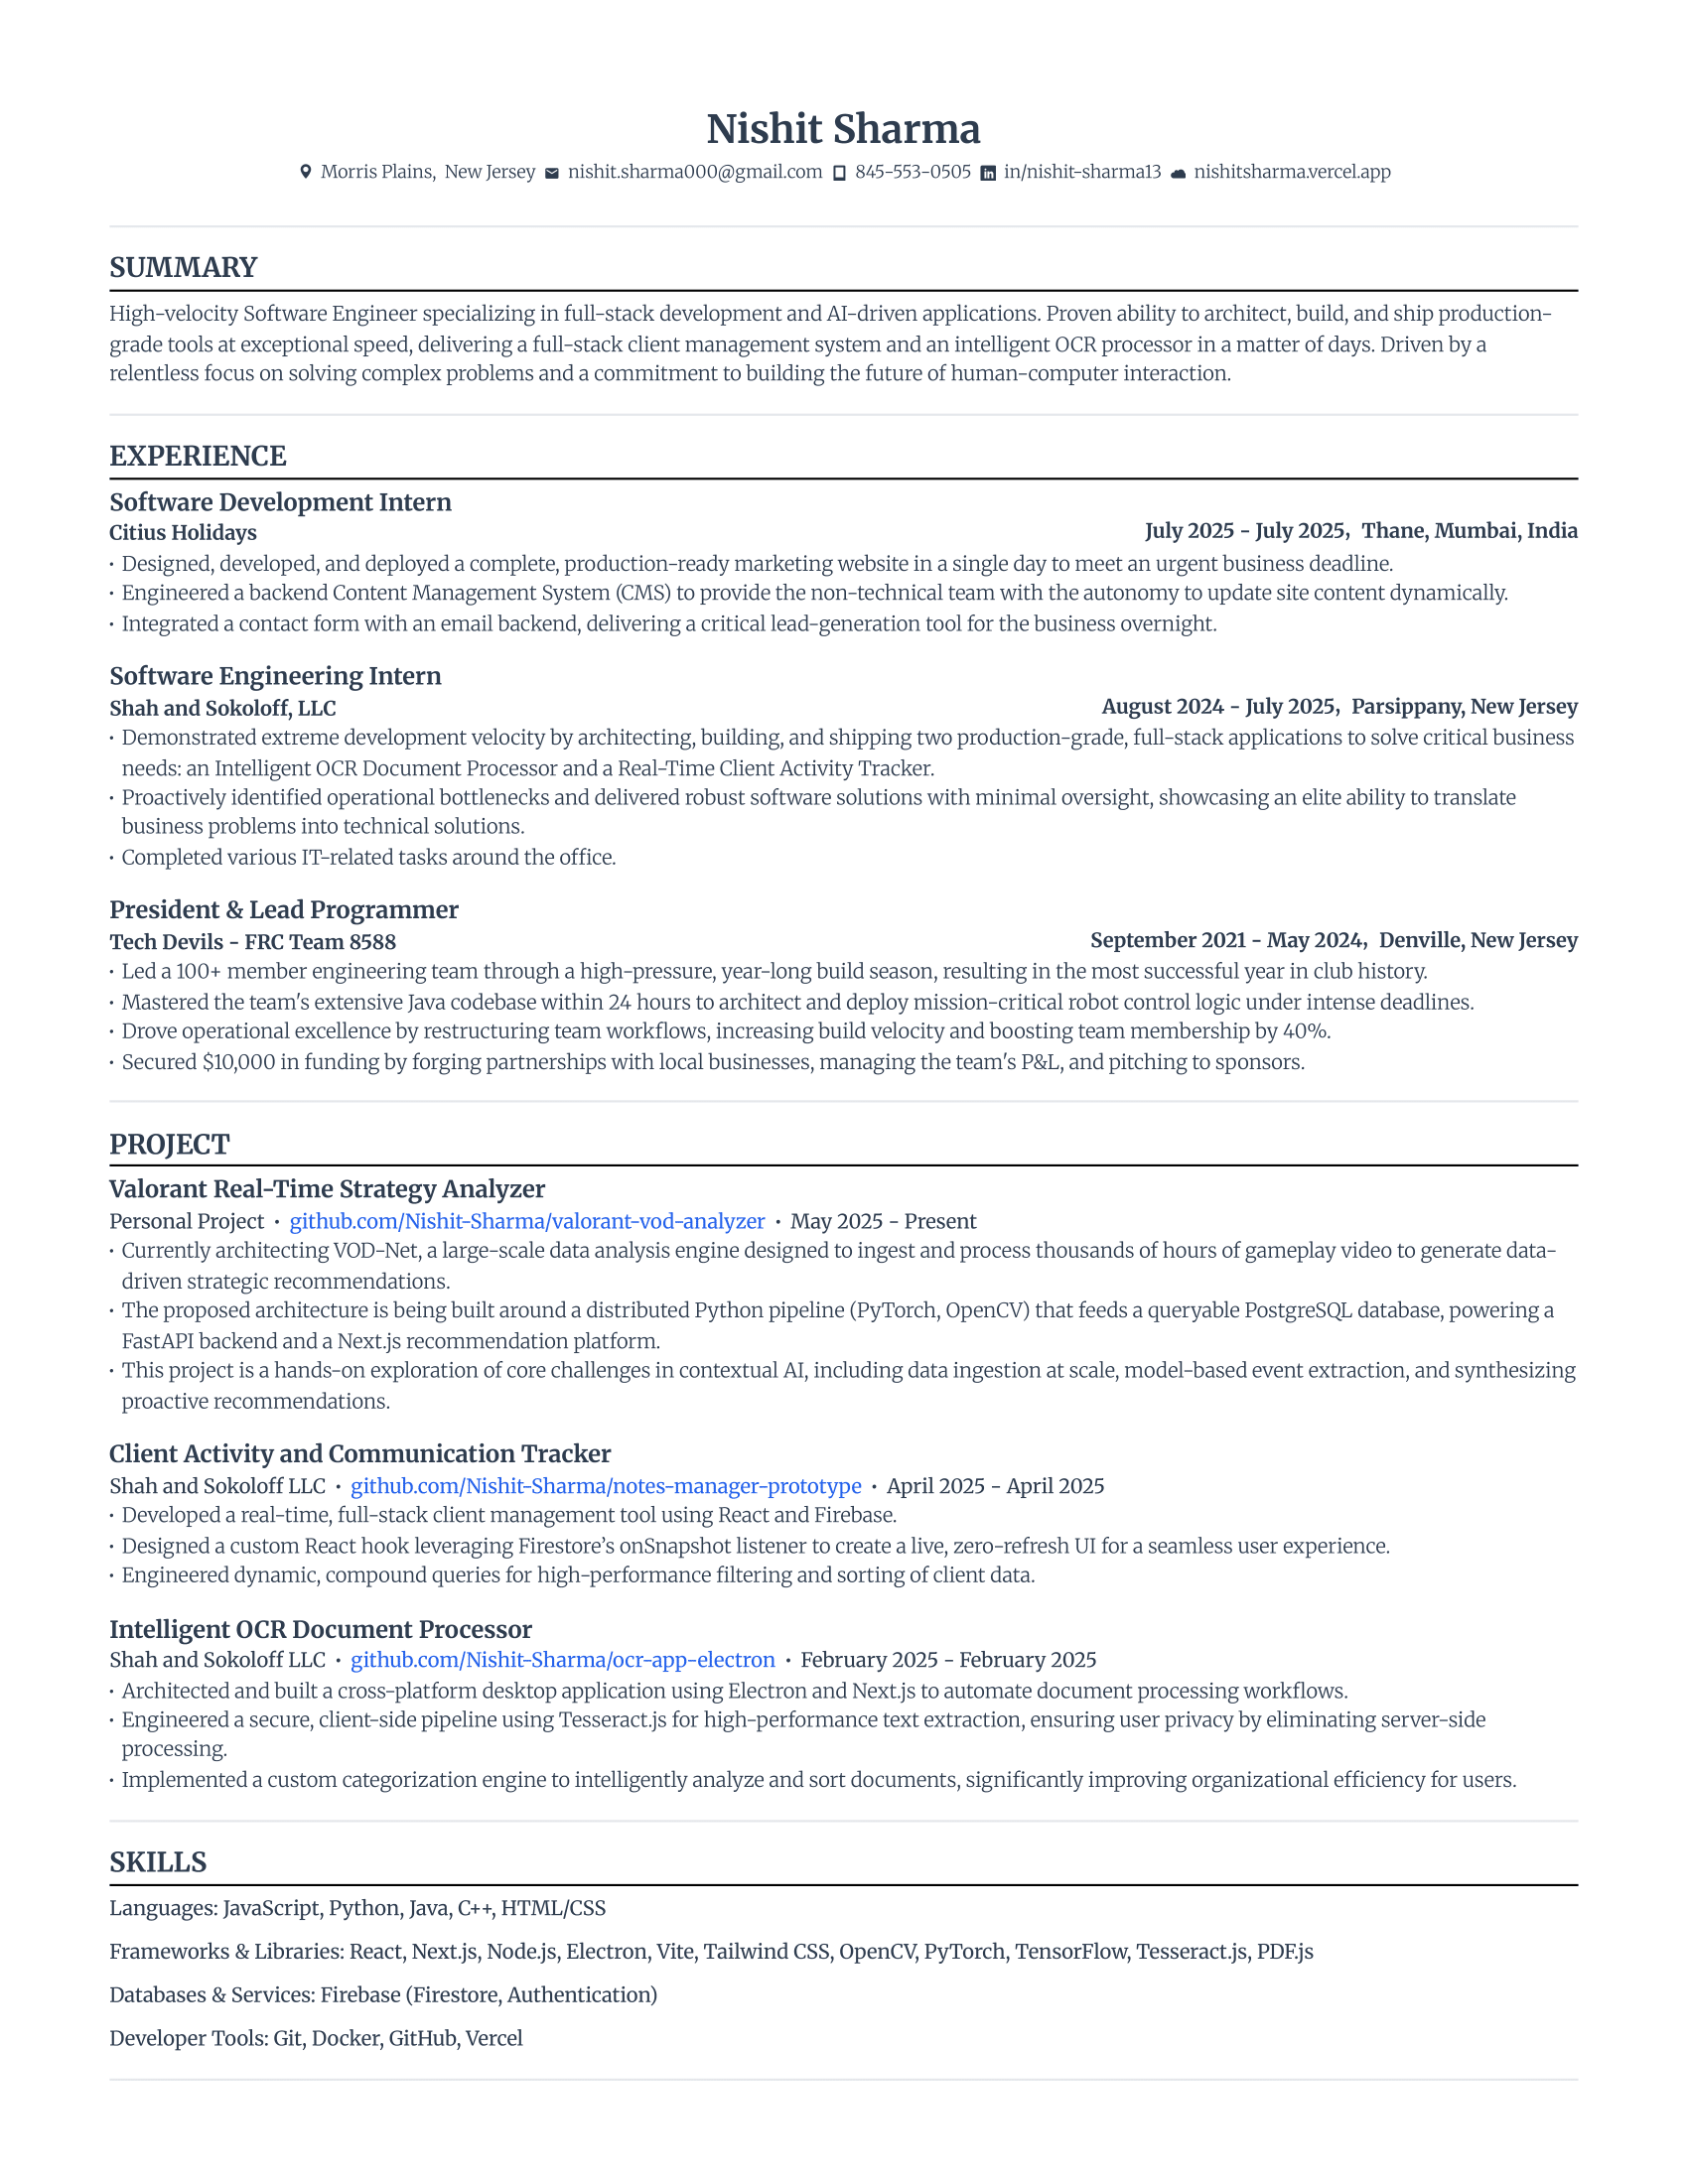 Nishit Sharma
Morris Plains, New Jersey nishit.sharma000@gmail.com 845-553-0505 in/nishit-sharma13 nishitsharma.vercel.app
SUMMARY
High-velocity Software Engineer specializing in full-stack development and AI-driven applications. Proven ability to architect, build, and ship production-
grade tools at exceptional speed, delivering a full-stack client management system and an intelligent OCR processor in a matter of days. Driven by a
relentless focus on solving complex problems and a commitment to building the future of human-computer interaction.
EXPERIENCE
Software Development Intern
Citius Holidays July 2025 - July 2025, Thane, Mumbai, India
• Designed, developed, and deployed a complete, production-ready marketing website in a single day to meet an urgent business deadline.
• Engineered a backend Content Management System (CMS) to provide the non-technical team with the autonomy to update site content dynamically.
• Integrated a contact form with an email backend, delivering a critical lead-generation tool for the business overnight.
Software Engineering Intern
Shah and Sokoloff, LLC August 2024 - July 2025, Parsippany, New Jersey
• Demonstrated extreme development velocity by architecting, building, and shipping two production-grade, full-stack applications to solve critical business
needs: an Intelligent OCR Document Processor and a Real-Time Client Activity Tracker.
• Proactively identified operational bottlenecks and delivered robust software solutions with minimal oversight, showcasing an elite ability to translate
business problems into technical solutions.
• Completed various IT-related tasks around the office.
President & Lead Programmer
Tech Devils - FRC Team 8588 September 2021 - May 2024, Denville, New Jersey
• Led a 100+ member engineering team through a high-pressure, year-long build season, resulting in the most successful year in club history.
• Mastered the team's extensive Java codebase within 24 hours to architect and deploy mission-critical robot control logic under intense deadlines.
• Drove operational excellence by restructuring team workflows, increasing build velocity and boosting team membership by 40%.
• Secured $10,000 in funding by forging partnerships with local businesses, managing the team's P&L, and pitching to sponsors.
PROJECT
Valorant Real-Time Strategy Analyzer
Personal Project • github.com/Nishit-Sharma/valorant-vod-analyzer • May 2025 - Present
• Currently architecting VOD-Net, a large-scale data analysis engine designed to ingest and process thousands of hours of gameplay video to generate data-
driven strategic recommendations.
• The proposed architecture is being built around a distributed Python pipeline (PyTorch, OpenCV) that feeds a queryable PostgreSQL database, powering a
FastAPI backend and a Next.js recommendation platform.
• This project is a hands-on exploration of core challenges in contextual AI, including data ingestion at scale, model-based event extraction, and synthesizing
proactive recommendations.
Client Activity and Communication Tracker
Shah and Sokoloff LLC • github.com/Nishit-Sharma/notes-manager-prototype • April 2025 - April 2025
• Developed a real-time, full-stack client management tool using React and Firebase.
• Designed a custom React hook leveraging Firestore’s onSnapshot listener to create a live, zero-refresh UI for a seamless user experience.
• Engineered dynamic, compound queries for high-performance filtering and sorting of client data.
Intelligent OCR Document Processor
Shah and Sokoloff LLC • github.com/Nishit-Sharma/ocr-app-electron • February 2025 - February 2025
• Architected and built a cross-platform desktop application using Electron and Next.js to automate document processing workflows.
• Engineered a secure, client-side pipeline using Tesseract.js for high-performance text extraction, ensuring user privacy by eliminating server-side
processing.
• Implemented a custom categorization engine to intelligently analyze and sort documents, significantly improving organizational efficiency for users.
SKILLS
Languages: JavaScript, Python, Java, C++, HTML/CSS
Frameworks & Libraries: React, Next.js, Node.js, Electron, Vite, Tailwind CSS, OpenCV, PyTorch, TensorFlow, Tesseract.js, PDF.js
Databases & Services: Firebase (Firestore, Authentication)
Developer Tools: Git, Docker, GitHub, Vercel